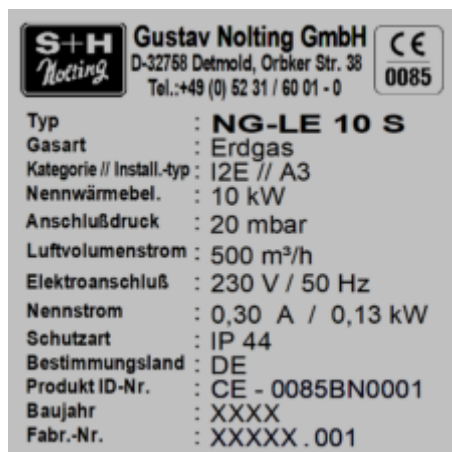 S+H Nolting
Gustav Nolting GmbH
D-32758 Detmold, Orbker Str. 38
Tel.:+49 (0) 52 31 / 60 01 - 0
CE
0085
Typ : NG-LE 10 S
Gasart : Erdgas
Kategorie // Install.-typ : I2E // A3
Nennwärmebel. : 10 kW
Anschlußdruck : 20 mbar
Luftvolumenstrom : 500 m³/h
Elektroanschluß : 230 V / 50 Hz
Nennstrom : 0,30 A / 0,13 kW
Schutzart : IP 44
Bestimmungsland : DE
Produkt ID-Nr. : CE - 0085BN0001
Baujahr : XXXX
Fabr.-Nr. : XXXXX.001